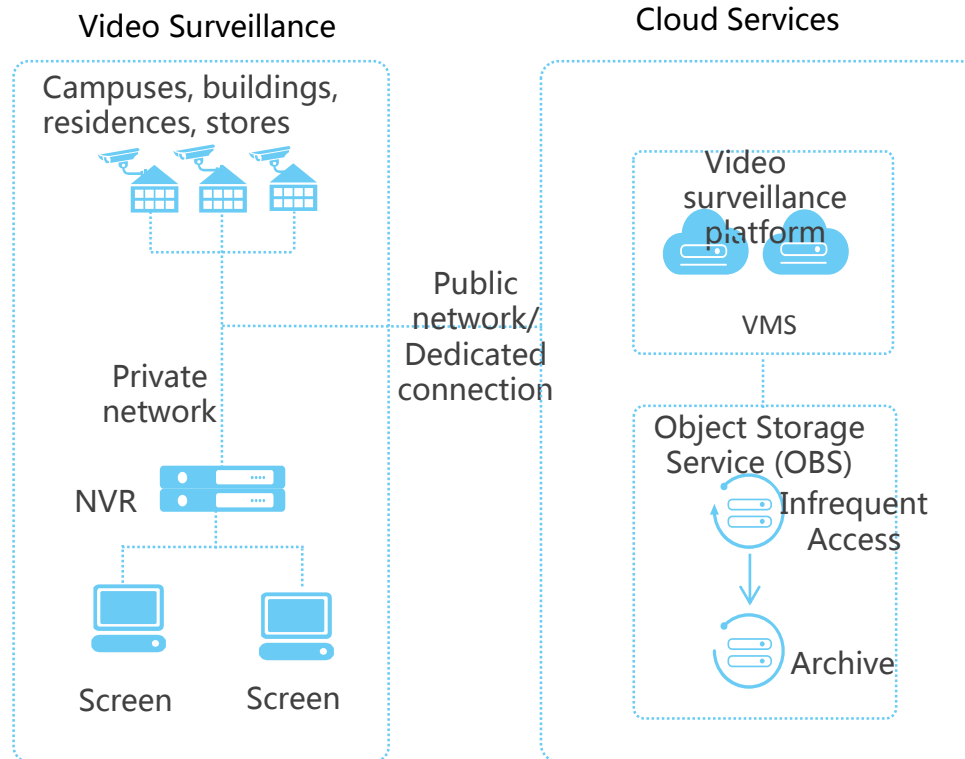 Video Surveillance
Cloud Services
Campuses, buildings,
residences, stores
Video
surveillance
platform
VMS
Public
network/
Dedicated
connection
Private
network
Object Storage
Service (OBS)
NVR
Infrequent
Access
Archive
Screen
Screen